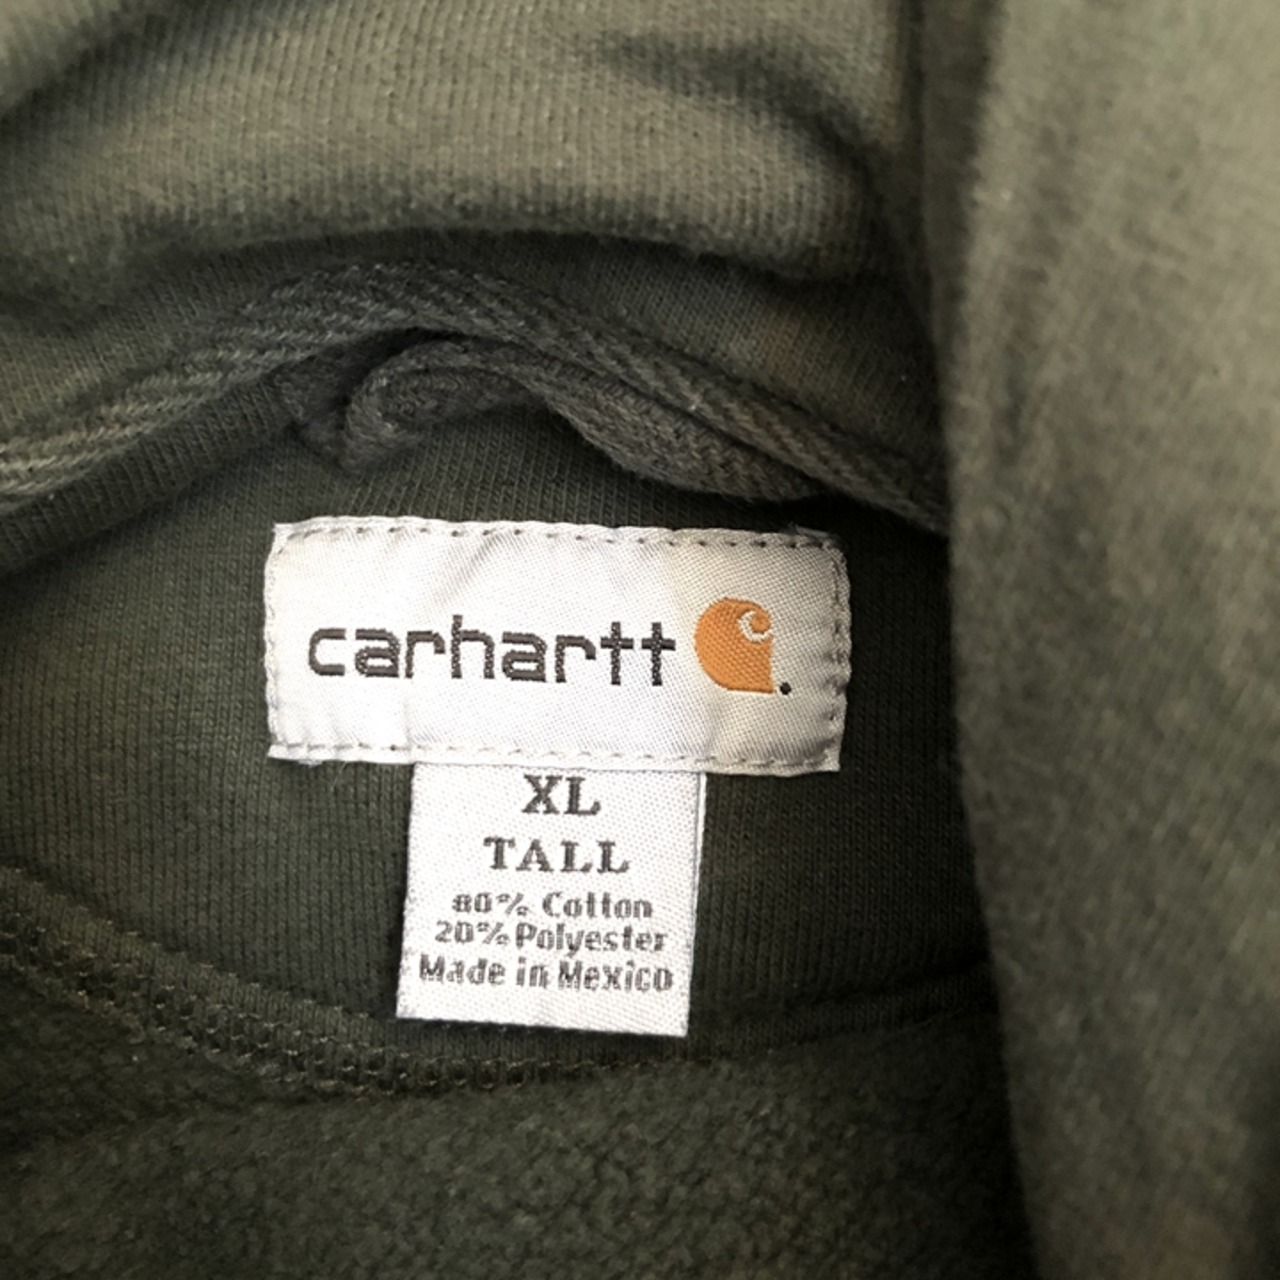 carhartt
XL
TALL
80% Cotton
20% Polyester
Made in Mexico